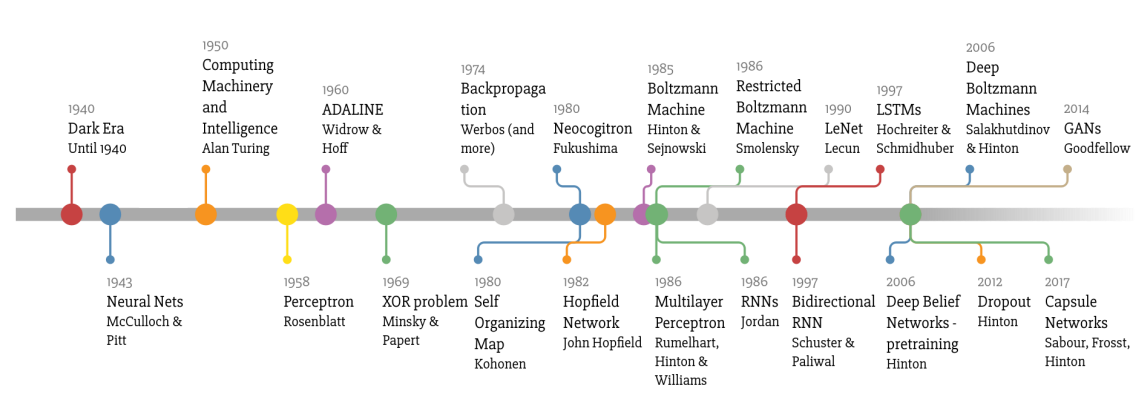 1940
Dark Era
Until 1940
1950
Computing
Machinery
and
Intelligence
Alan Turing
1960
ADALINE
Widrow &
Hoff
1974
Backpropaga
tion
Werbos (and
more)
1980
Neocogitron
Fukushima
1985
Boltzmann
Machine
Hinton &
Sejnowski
1986
Restricted
Boltzmann
Machine
Smolensky
1990
LeNet
Lecun
1997
LSTMs
Hochreiter &
Schmidhuber
2006
Deep
Boltzmann
Machines
Salakhutdinov
& Hinton
2014
GANs
Goodfellow
1943
Neural Nets
McCulloch &
Pitt
1958
Perceptron
Rosenblatt
1969
XOR problem
Minsky &
Papert
1980
Self
Organizing
Map
Kohonen
1982
Hopfield
Network
John Hopfield
1986
Multilayer
Perceptron
Rumelhart,
Hinton &
Williams
1986
RNNs
Jordan
1997
Bidirectional
RNN
Schuster &
Paliwal
2006
Deep Belief
Networks -
pretraining
Hinton
2012
Dropout
Hinton
2017
Capsule
Networks
Sabour, Frosst,
Hinton